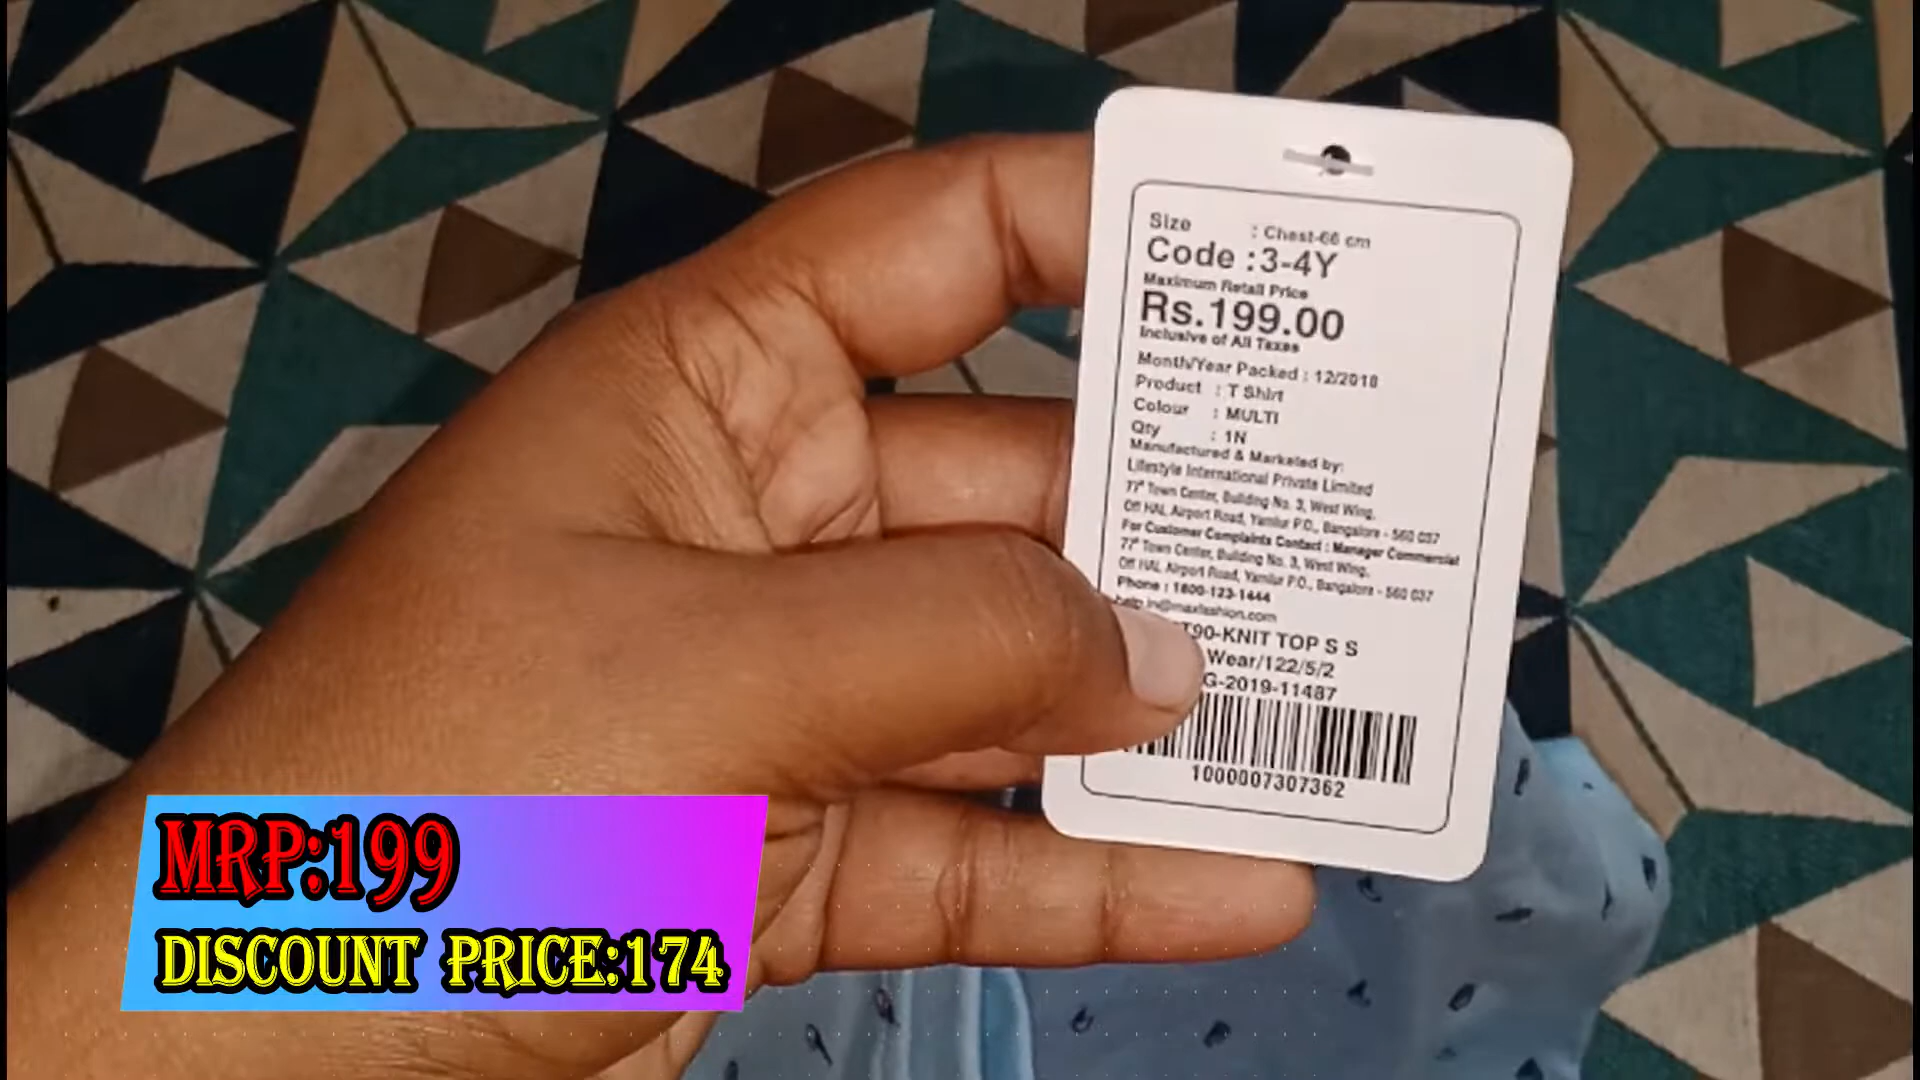 Size : Chest-66 cm
Code : 3-4Y
Maximum Retail Price
Rs.199.00
Inclusive of All Taxes
Month/Year Packed : 12/2018
Product : T Shirt
Colour : MULTI
Qty : 1N
Manufactured & Marketed by:
Lifestyle International Private Limited
77° Town Center, Building No. 3, West Wing,
Off HAL Airport Road, Yamlur P.O., Bangalore - 560 037
For Customer Complaints Contact : Manager Commercial
77° Town Center, Building No. 3, West Wing,
Off HAL Airport Road, Yamlur P.O., Bangalore - 560 037
Phone : 1800-123-1444
help.in@maxfashion.com
T90-KNIT TOP S S
Wear/122/5/2
G-2019-11487
1000007307362
MRP:199
DISCOUNT PRICE:174